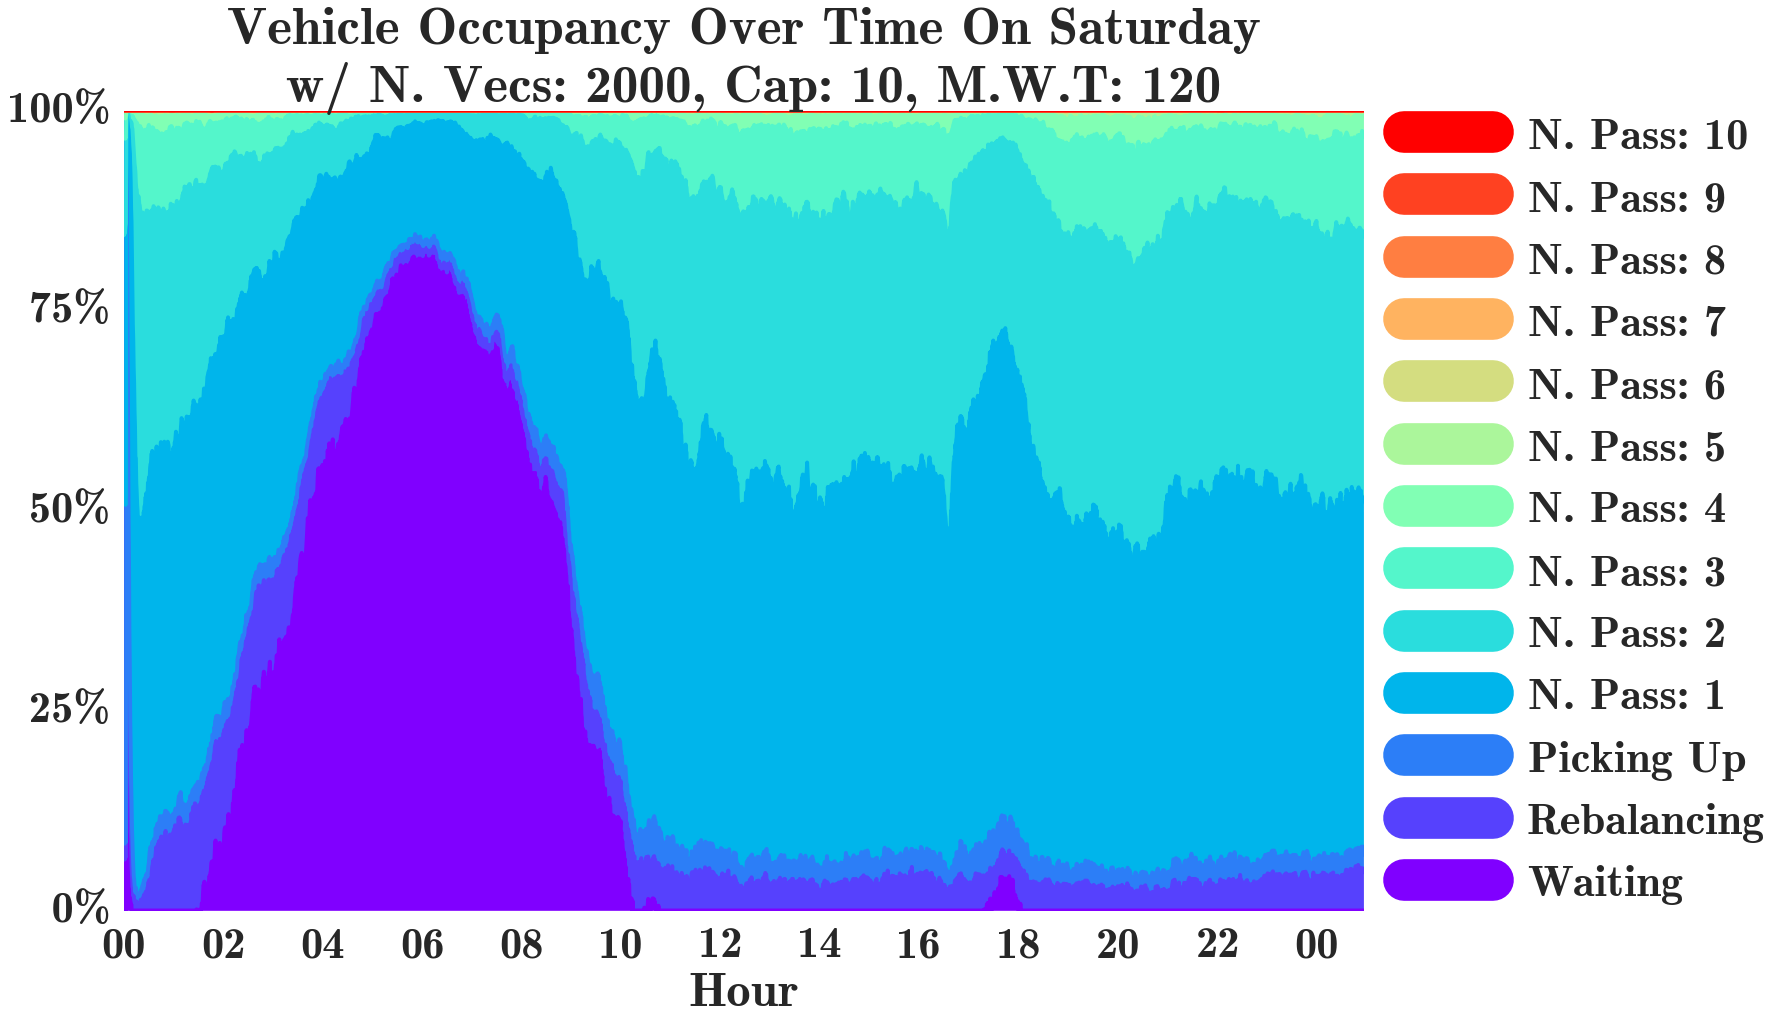 Vehicle Occupancy Over Time On Saturday
w/ N. Vecs: 2000, Cap: 10, M.W.T: 120
100%
75%
50%
25%
0%
00 02 04 06 08 10 12 14 16 18 20 22 00
Hour
N. Pass: 10
N. Pass: 9
N. Pass: 8
N. Pass: 7
N. Pass: 6
N. Pass: 5
N. Pass: 4
N. Pass: 3
N. Pass: 2
N. Pass: 1
Picking Up
Rebalancing
Waiting